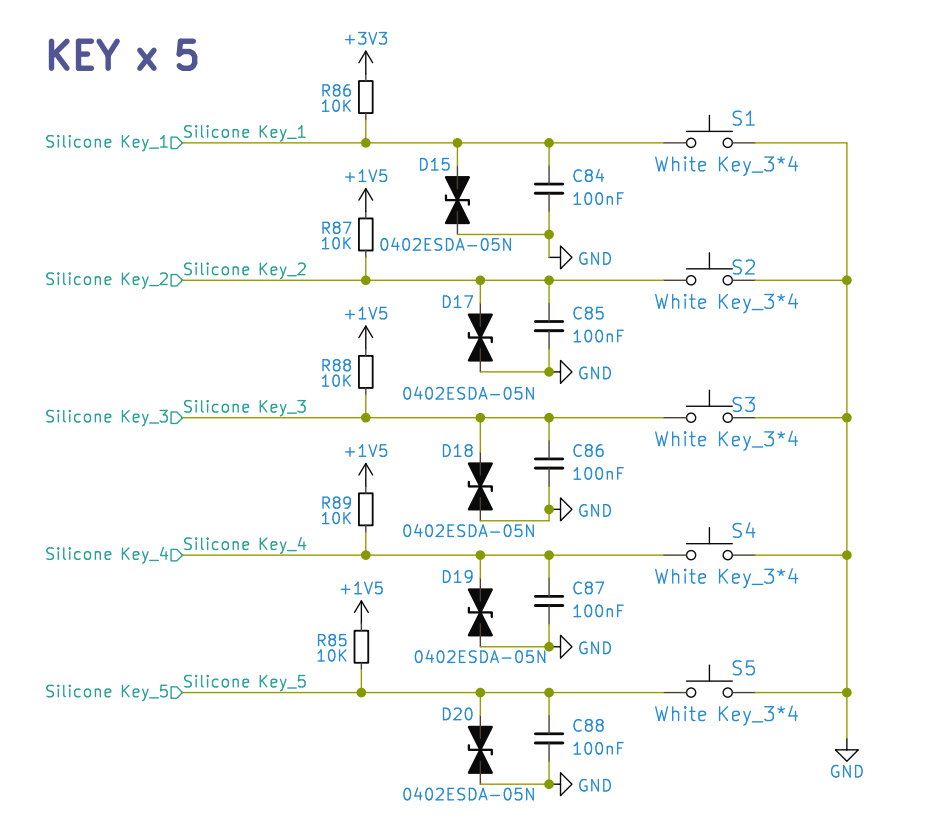 KEY x 5
+3V3
R86
10K
Silicone Key_1
Silicone Key_1
S1
White Key_3*4
D15
0402ESDA-05N
C84
100nF
GND
+1V5
R87
10K
Silicone Key_2
Silicone Key_2
S2
White Key_3*4
D17
0402ESDA-05N
C85
100nF
GND
+1V5
R88
10K
Silicone Key_3
Silicone Key_3
S3
White Key_3*4
D18
0402ESDA-05N
C86
100nF
GND
+1V5
R89
10K
Silicone Key_4
Silicone Key_4
S4
White Key_3*4
D19
0402ESDA-05N
C87
100nF
GND
+1V5
R85
10K
Silicone Key_5
Silicone Key_5
S5
White Key_3*4
D20
0402ESDA-05N
C88
100nF
GND
GND